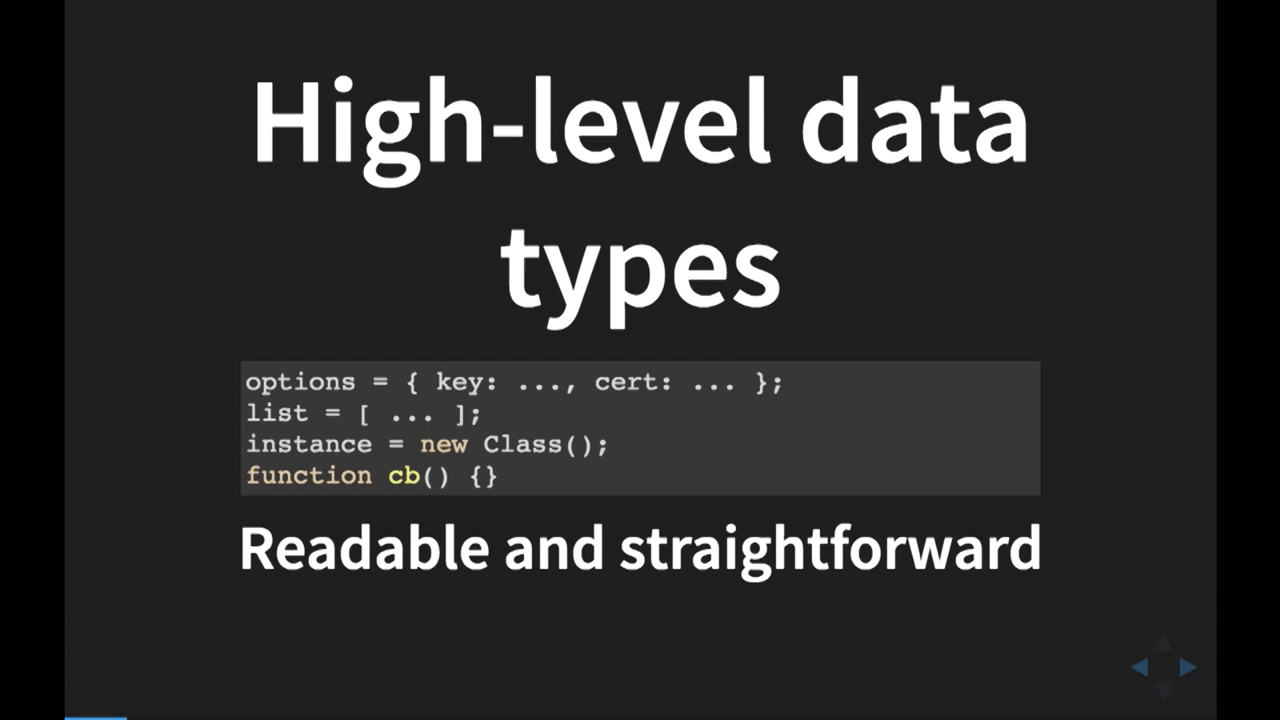 High-level data
types
options = { key: ..., cert: ... };
list = [ ... ];
instance = new Class();
function cb() {}
Readable and straightforward